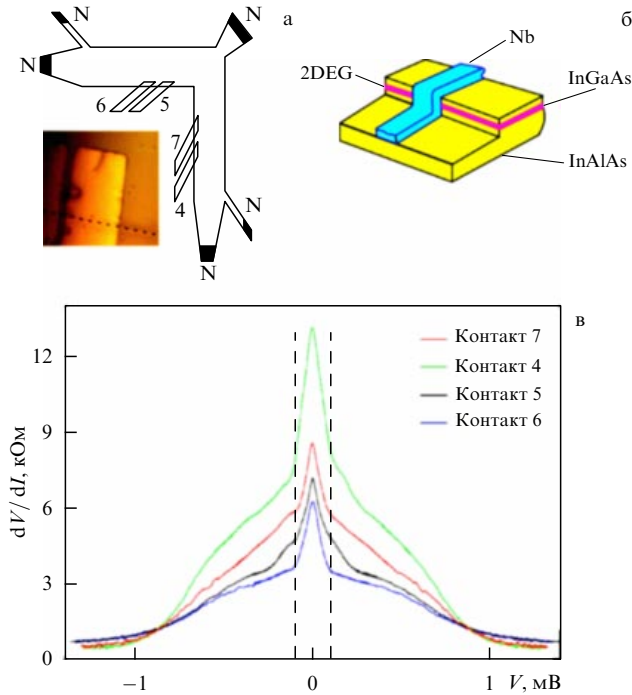 а
N
N
N
6
5
7
4
N
N
б
Nb
2DEG
InGaAs
InAlAs
в
dV/dI, кОм
12
9
6
3
0
Контакт 7
Контакт 4
Контакт 5
Контакт 6
−1
0
1
V, мВ